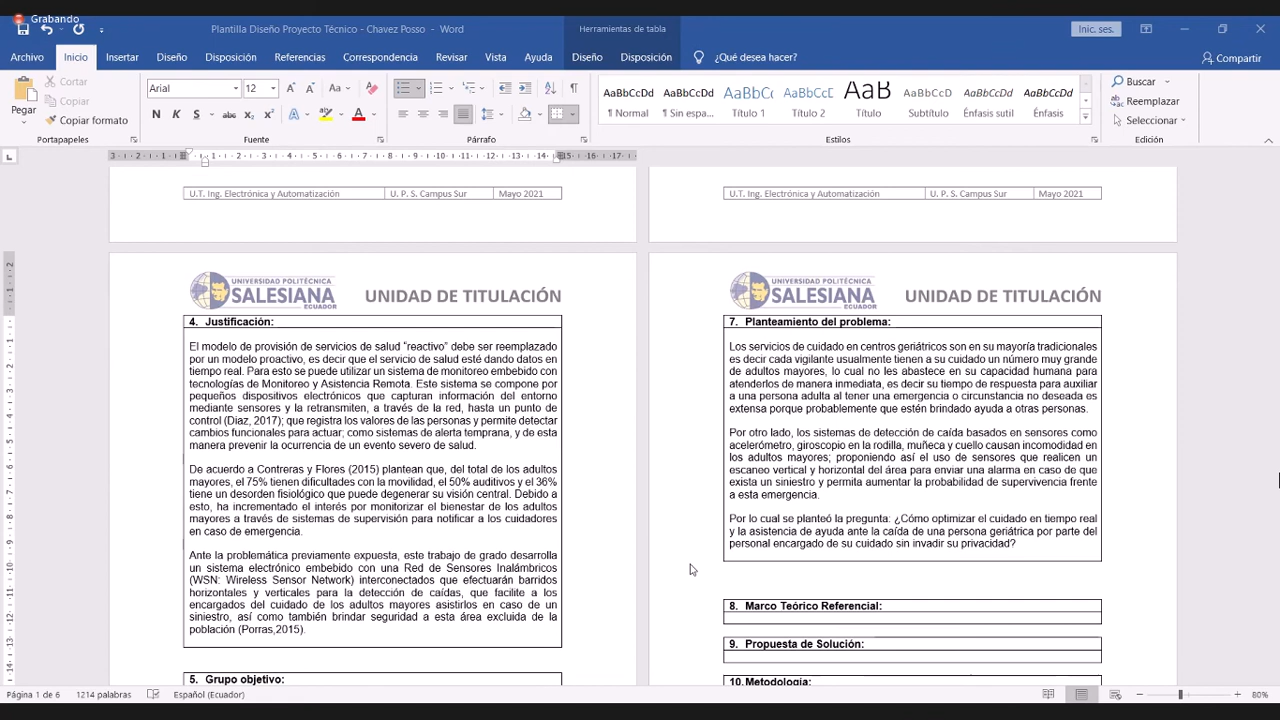 Grabando
Plantilla Diseño Proyecto Técnico - Chavez Posso - Word
Herramientas de tabla
Inic. ses.
Archivo Inicio Insertar Diseño Disposición Referencias Correspondencia Revisar Vista Ayuda Diseño Disposición ¿Qué desea hacer? Compartir
Pegar
Cortar
Copiar
Copiar formato
Portapapeles
Arial 12
N K S abc
Fuente
Párrafo
AaBbCcDd AaBbCcDd AaBbCc AaBbCcD AaB AaBbCcD AaBbCcDd AaBbCcDd
¶ Normal ¶ Sin espa... Título 1 Título 2 Título Subtítulo Énfasis sutil Énfasis
Estilos
Buscar
Reemplazar
Seleccionar
Edición
U.T. Ing. Electrónica y Automatización U. P. S. Campus Sur Mayo 2021
U.T. Ing. Electrónica y Automatización U. P. S. Campus Sur Mayo 2021
UNIVERSIDAD POLITÉCNICA
SALESIANA
ECUADOR
UNIDAD DE TITULACIÓN
4. Justificación:
El modelo de provisión de servicios de salud “reactivo” debe ser reemplazado
por un modelo proactivo, es decir que el servicio de salud esté dando datos en
tiempo real. Para esto se puede utilizar un sistema de monitoreo embebido con
tecnologías de Monitoreo y Asistencia Remota. Este sistema se compone por
pequeños dispositivos electrónicos que capturan información del entorno
mediante sensores y la retransmiten, a través de la red, hasta un punto de
control (Diaz, 2017); que registra los valores de las personas y permite detectar
cambios funcionales para actuar; como sistemas de alerta temprana, y de esta
manera prevenir la ocurrencia de un evento severo de salud.
De acuerdo a Contreras y Flores (2015) plantean que, del total de los adultos
mayores, el 75% tienen dificultades con la movilidad, el 50% auditivos y el 36%
tiene un desorden fisiológico que puede degenerar su visión central. Debido a
esto, ha incrementado el interés por monitorizar el bienestar de los adultos
mayores a través de sistemas de supervisión para notificar a los cuidadores
en caso de emergencia.
Ante la problemática previamente expuesta, este trabajo de grado desarrolla
un sistema electrónico embebido con una Red de Sensores Inalámbricos
(WSN: Wireless Sensor Network) interconectados que efectuarán barridos
horizontales y verticales para la detección de caídas, que facilite a los
encargados del cuidado de los adultos mayores asistirlos en caso de un
siniestro, así como también brindar seguridad a esta área excluida de la
población (Porras,2015).
5. Grupo objetivo:
UNIVERSIDAD POLITÉCNICA
SALESIANA
ECUADOR
UNIDAD DE TITULACIÓN
7. Planteamiento del problema:
Los servicios de cuidado en centros geriátricos son en su mayoría tradicionales
es decir cada vigilante usualmente tienen a su cuidado un número muy grande
de adultos mayores, lo cual no les abastece en su capacidad humana para
atenderlos de manera inmediata, es decir su tiempo de respuesta para auxiliar
a una persona adulta al tener una emergencia o circunstancia no deseada es
extensa porque probablemente que estén brindado ayuda a otras personas.
Por otro lado, los sistemas de detección de caída basados en sensores como
acelerómetro, giroscopio en la rodilla, muñeca y cuello causan incomodidad en
los adultos mayores; proponiendo así el uso de sensores que realicen un
escaneo vertical y horizontal del área para enviar una alarma en caso de que
exista un siniestro y permita aumentar la probabilidad de supervivencia frente
a esta emergencia.
Por lo cual se planteó la pregunta: ¿Cómo optimizar el cuidado en tiempo real
y la asistencia de ayuda ante la caída de una persona geriátrica por parte del
personal encargado de su cuidado sin invadir su privacidad?
8. Marco Teórico Referencial:
9. Propuesta de Solución:
10. Metodología:
Página 1 de 6 1214 palabras Español (Ecuador) 80%